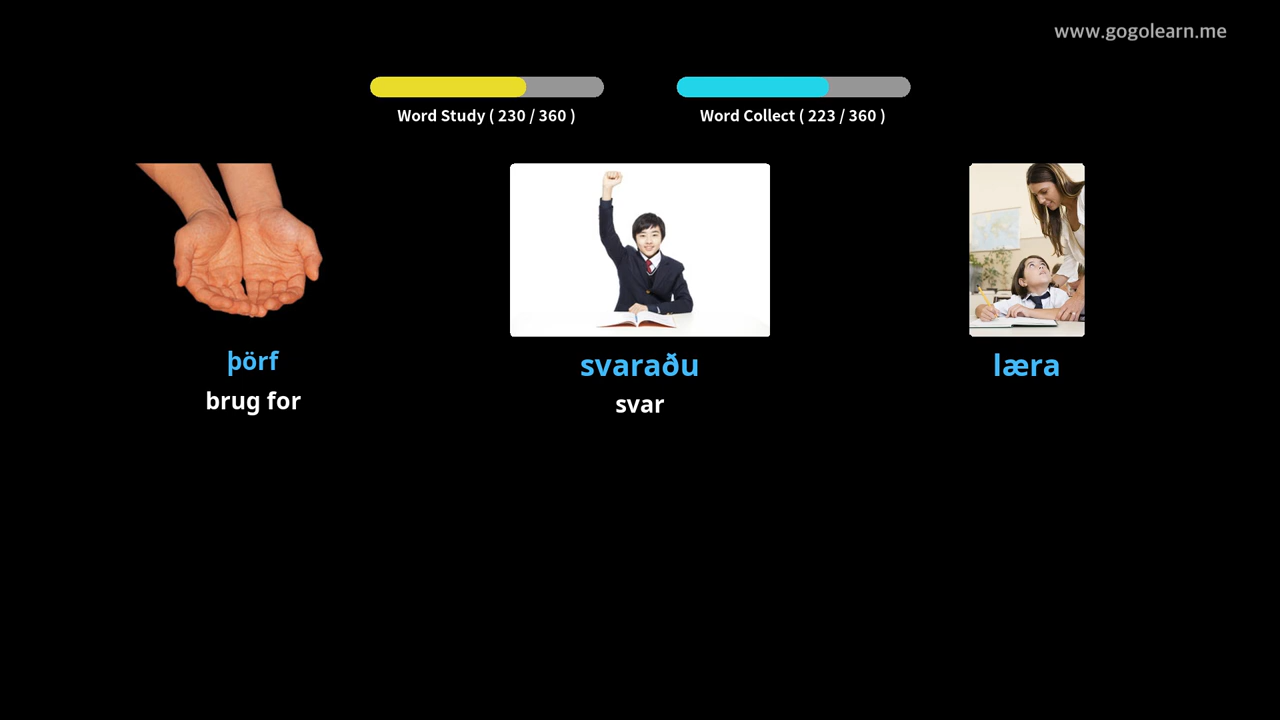 www.gogolearn.me
Word Study ( 230 / 360 )
Word Collect ( 223 / 360 )
þörf
brug for
svaraðu
svar
læra